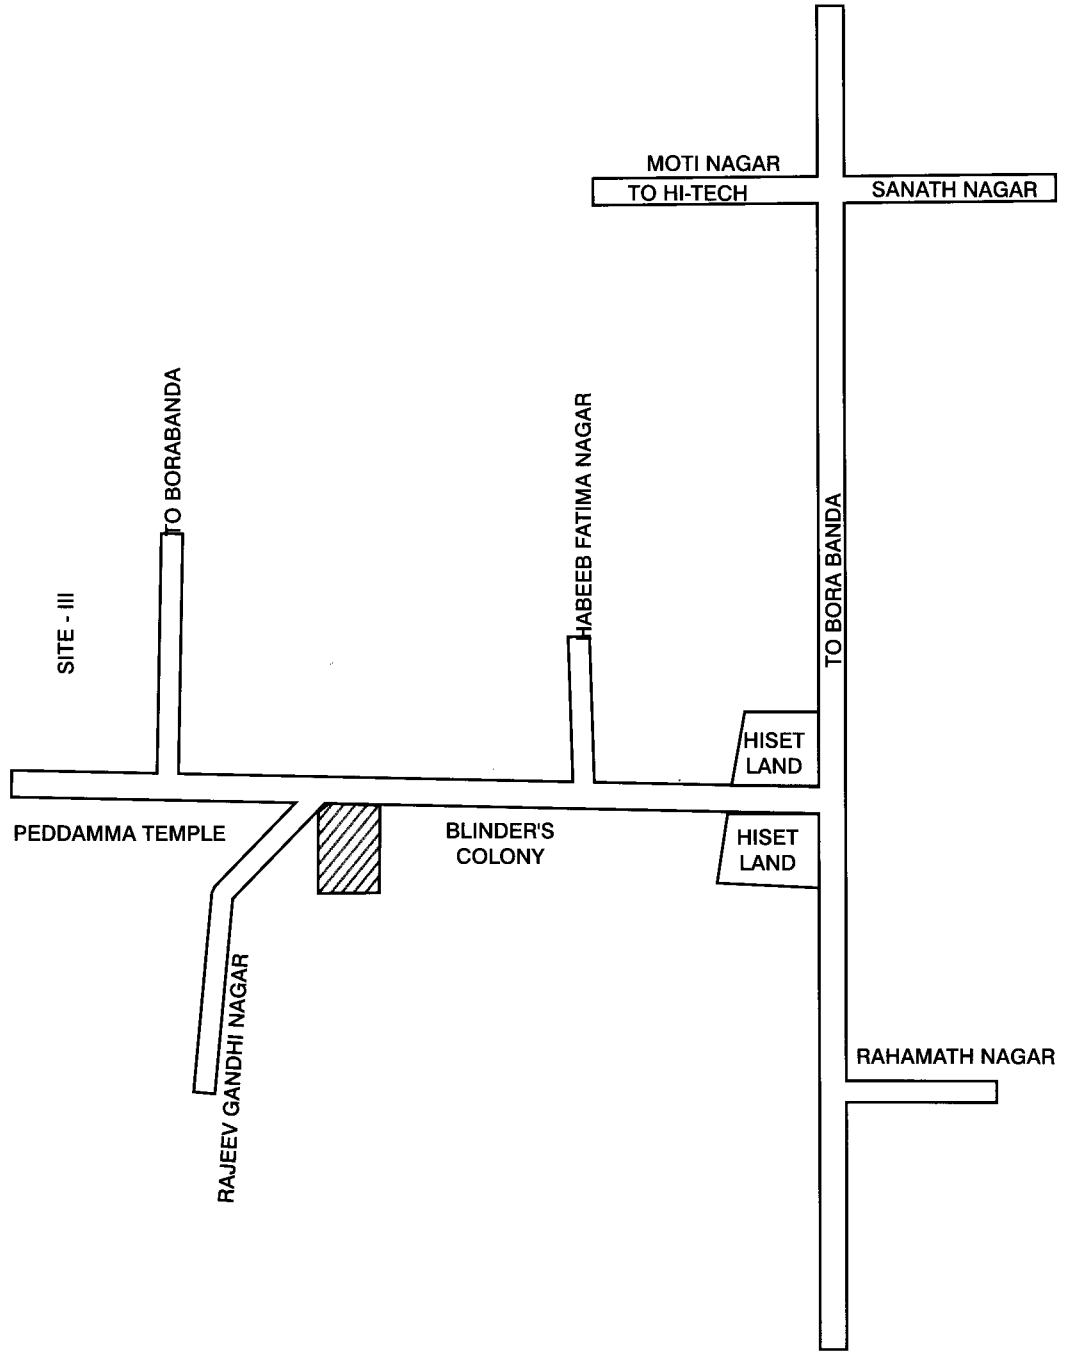 MOTI NAGAR
TO HI-TECH
SANATH NAGAR
TO BORABANDA
HABEEB FATIMA NAGAR
TO BORA BANDA
SITE - III
HISET
LAND
PEDDAMMA TEMPLE
BLINDER'S
COLONY
HISET
LAND
RAJEEV GANDHI NAGAR
RAHAMATH NAGAR